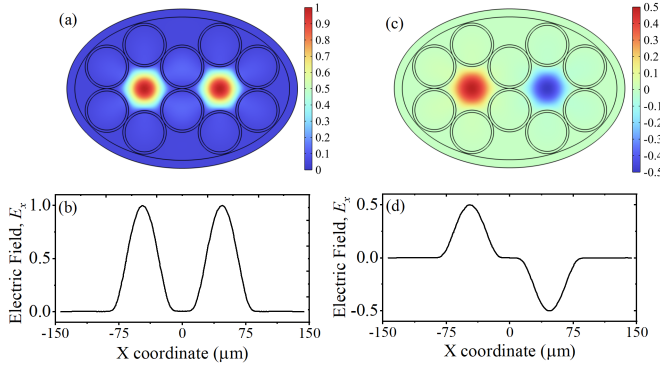 (a)
1
0.9
0.8
0.7
0.6
0.5
0.4
0.3
0.2
0.1
0
(c)
0.5
0.4
0.3
0.2
0.1
0
-0.1
-0.2
-0.3
-0.4
-0.5
(b)
Electric Field, Ex
1.0
0.5
0.0
-150 -75 0 75 150
X coordinate (µm)
(d)
Electric Field, Ex
0.5
0.0
-0.5
-150 -75 0 75 150
X coordinate (µm)